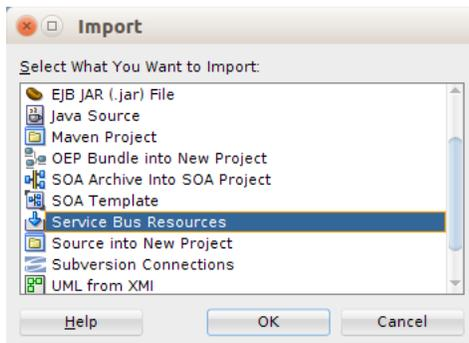 Import
Select What You Want to Import:
EJB JAR (.jar) File
Java Source
Maven Project
OEP Bundle into New Project
SOA Archive Into SOA Project
SOA Template
Service Bus Resources
Source into New Project
Subversion Connections
UML from XMI
Help OK Cancel